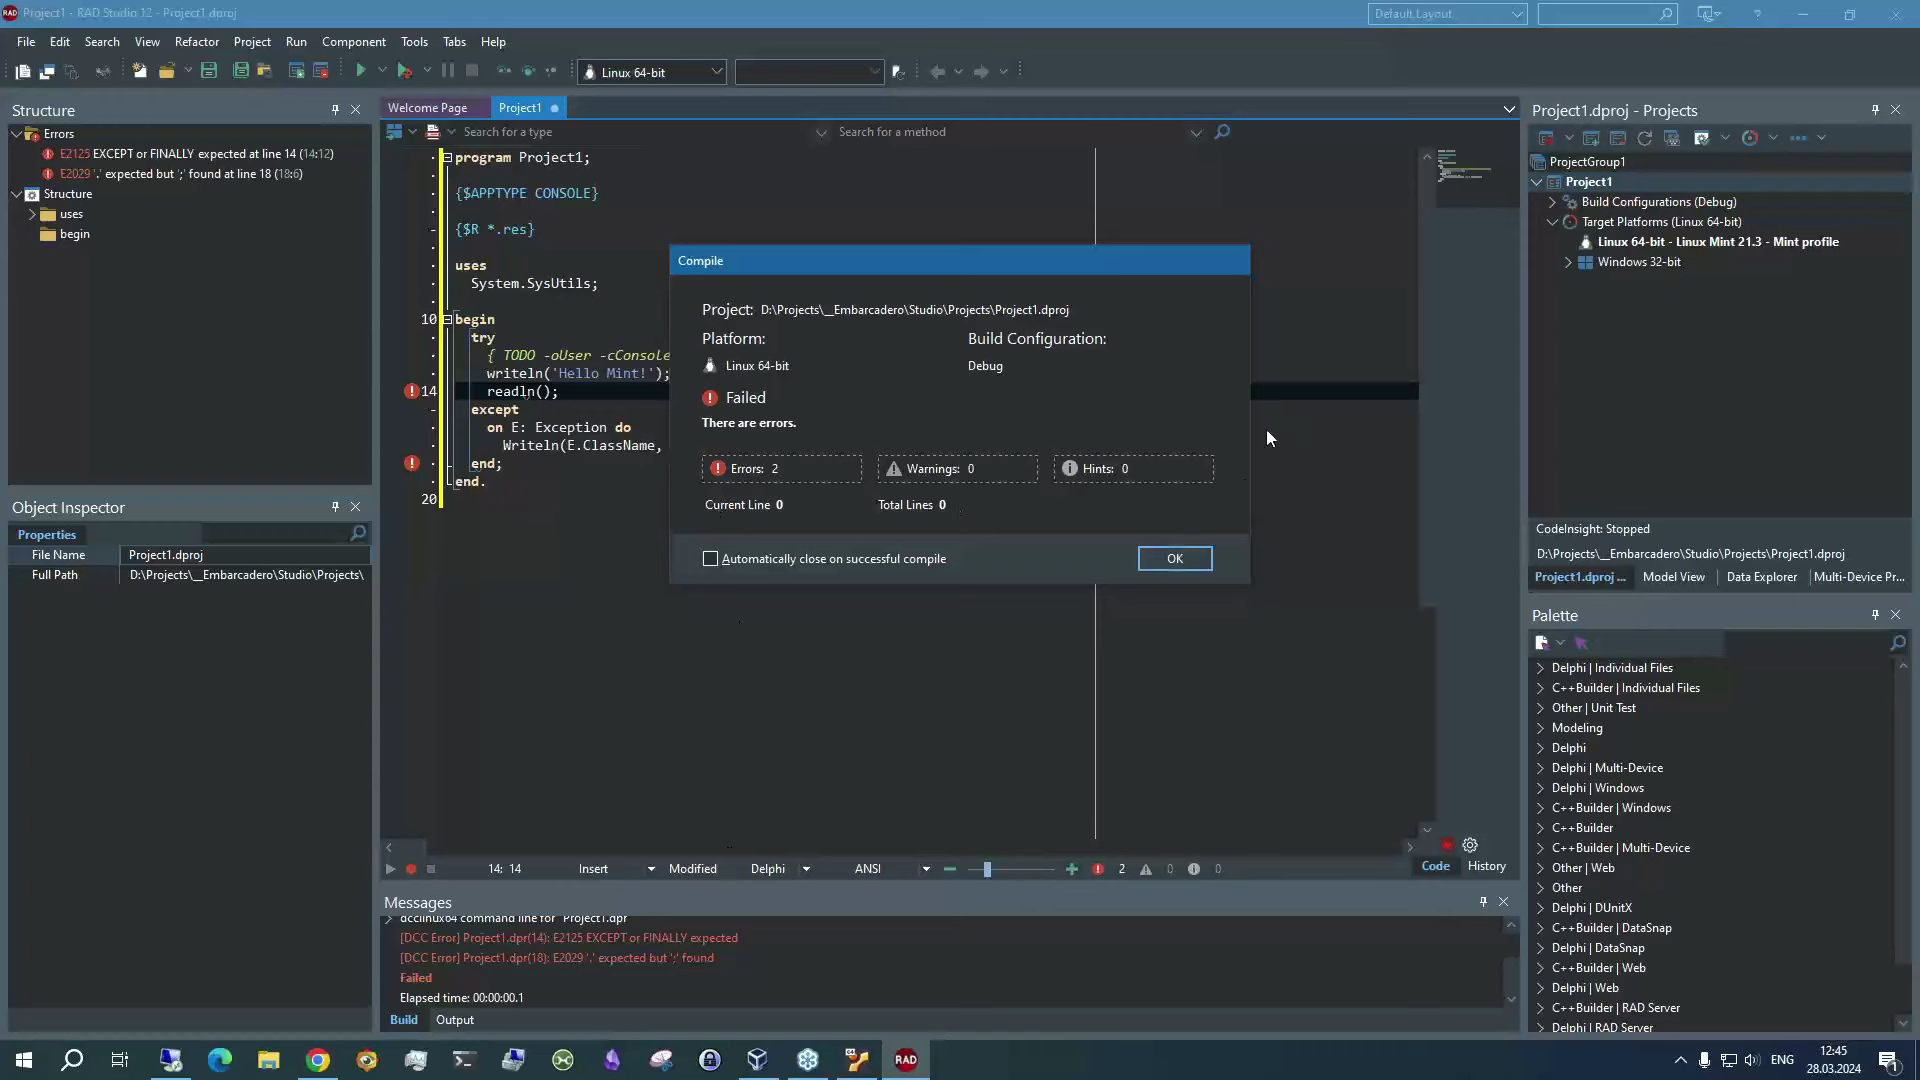 Project1 - RAD Studio 12 - Project1.dproj
Default Layout
File Edit Search View Refactor Project Run Component Tools Tabs Help
Linux 64-bit
Structure
Errors
E2125 EXCEPT or FINALLY expected at line 14 (14:12)
E2029 '.' expected but ';' found at line 18 (18:6)
Structure
uses
begin
Object Inspector
Properties
File Name Project1.dproj
Full Path D:\Projects\__Embarcadero\Studio\Projects\
Welcome Page Project1
Search for a type Search for a method
program Project1;
{$APPTYPE CONSOLE}
{$R *.res}
uses
System.SysUtils;
10 begin
try
{ TODO -oUser -cConsole
writeln('Hello Mint!');
14 readln();
except
on E: Exception do
Writeln(E.ClassName,
end;
end.
20
Compile
Project: D:\Projects\__Embarcadero\Studio\Projects\Project1.dproj
Platform: Build Configuration:
Linux 64-bit Debug
Failed
There are errors.
Errors: 2 Warnings: 0 Hints: 0
Current Line 0 Total Lines 0
Automatically close on successful compile OK
14: 14 Insert Modified Delphi ANSI 2 0 0 Code History
Messages
dcclinux64 command line for "Project1.dpr"
[DCC Error] Project1.dpr(14): E2125 EXCEPT or FINALLY expected
[DCC Error] Project1.dpr(18): E2029 '.' expected but ';' found
Failed
Elapsed time: 00:00:00.1
Build Output
Project1.dproj - Projects
ProjectGroup1
Project1
Build Configurations (Debug)
Target Platforms (Linux 64-bit)
Linux 64-bit - Linux Mint 21.3 - Mint profile
Windows 32-bit
CodeInsight: Stopped
D:\Projects\__Embarcadero\Studio\Projects\Project1.dproj
Project1.dproj ... Model View Data Explorer Multi-Device Pr...
Palette
Delphi | Individual Files
C++Builder | Individual Files
Other | Unit Test
Modeling
Delphi
Delphi | Multi-Device
Delphi | Windows
C++Builder | Windows
C++Builder
C++Builder | Multi-Device
Other | Web
Other
Delphi | DUnitX
C++Builder | DataSnap
Delphi | DataSnap
C++Builder | Web
Delphi | Web
C++Builder | RAD Server
Delphi | RAD Server
RAD
ENG
12:45
28.03.2024
1